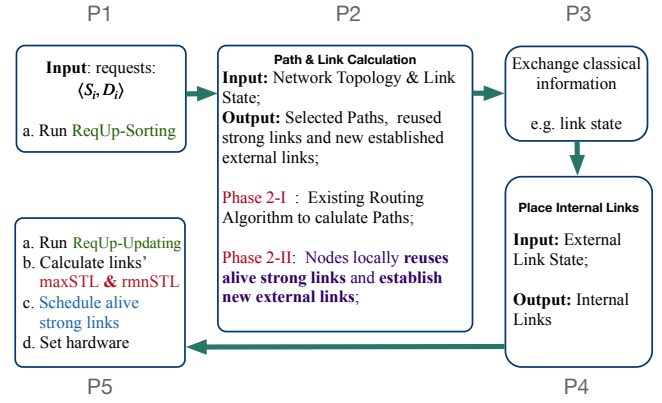 P1
P2
P3
Input: requests:
⟨Si, Di⟩
a. Run ReqUp-Sorting
Path & Link Calculation
Input: Network Topology & Link
State;
Output: Selected Paths, reused
strong links and new established
external links;
Phase 2-I : Existing Routing
Algorithm to calulate Paths;
Phase 2-II: Nodes locally reuses
alive strong links and establish
new external links;
Exchange classical
information
e.g. link state
Place Internal Links
Input: External
Link State;
Output: Internal
Links
a. Run ReqUp-Updating
b. Calculate links’
maxSTL & rmnSTL
c. Schedule alive
strong links
d. Set hardware
P5
P4